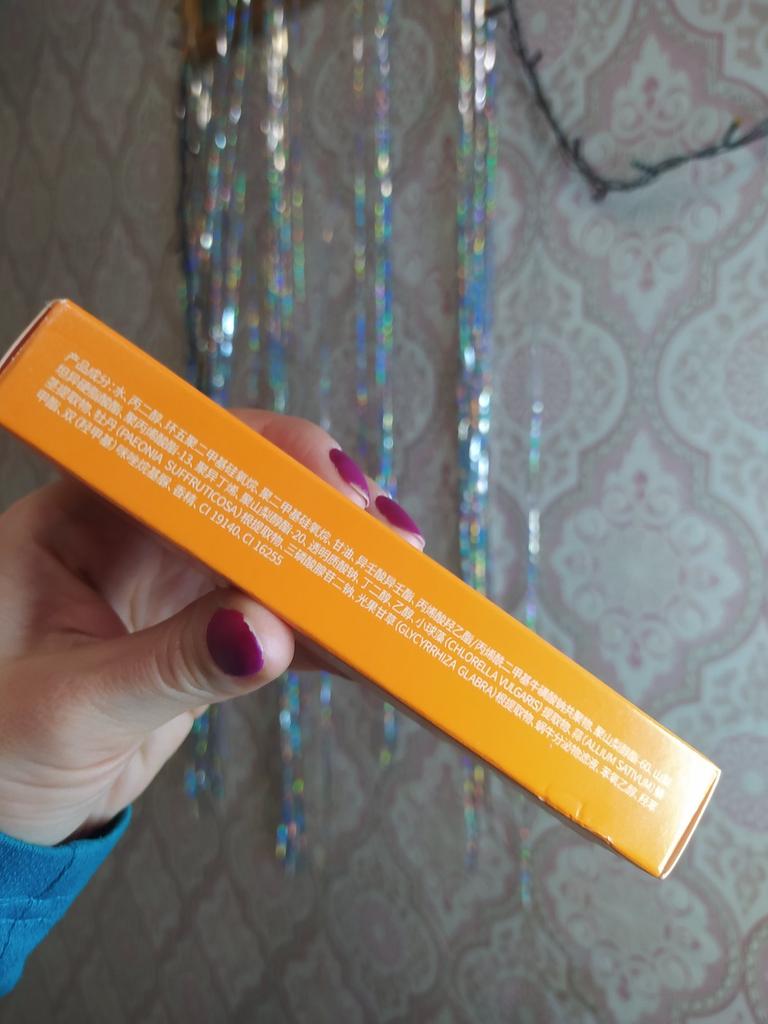 产品成分:水、丙二醇、环五聚二甲基硅氧烷、聚二甲基硅氧烷、甘油、异壬酸异壬酯、丙烯酸羟乙酯/丙烯酰二甲基牛磺酸钠共聚物、聚山梨醇酯-60、山梨
坦异硬脂酸酯、聚丙烯酸酯-13、聚异丁烯、聚山梨醇酯-20、透明质酸钠、丁二醇、乙醇、小球藻(CHLORELLA VULGARIS)提取物、蒜(ALLIUM SATIVUM)鳞
茎提取物、牡丹(PAEONIA SUFFRUTICOSA)根提取物、三磷酸腺苷二钠、光果甘草(GLYCYRRHIZA GLABRA)根提取物、蜗牛分泌物滤液、苯氧乙醇、羟苯
甲酯、双(羟甲基)咪唑烷基脲、香精、CI 19140、CI 16255